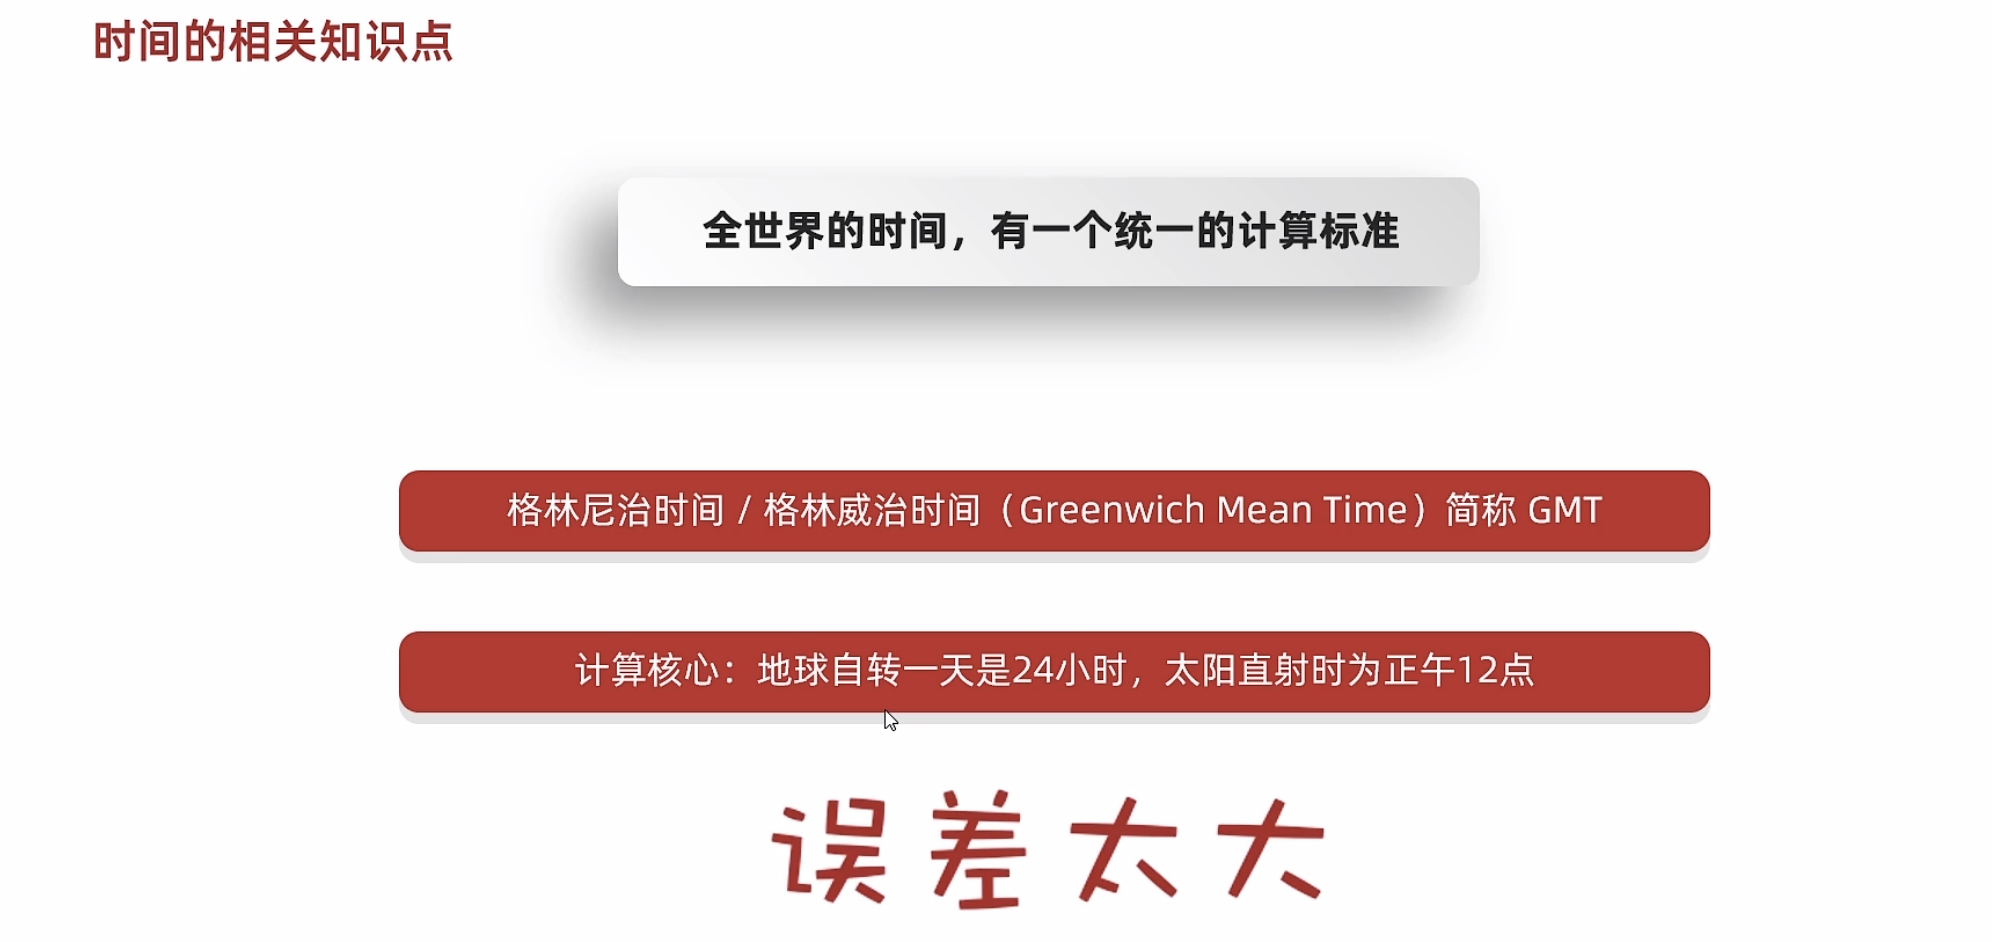 时间的相关知识点
全世界的时间，有一个统一的计算标准
格林尼治时间 / 格林威治时间（Greenwich Mean Time）简称 GMT
计算核心：地球自转一天是24小时，太阳直射时为正午12点
误差太大